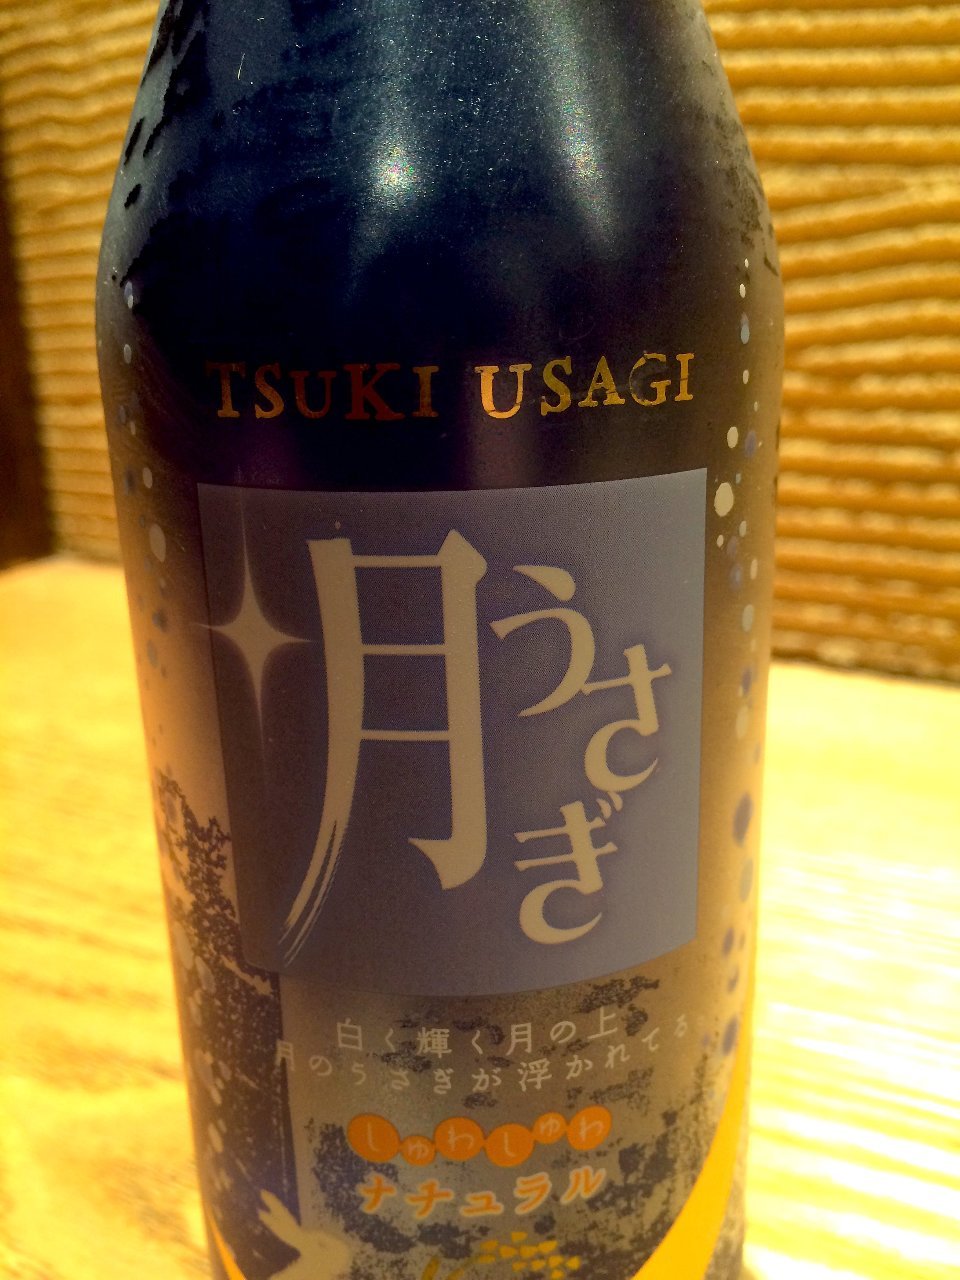 TSUKI USAGI
月うさぎ
白く輝く月の上
月のうさぎが浮かれてる
しゅわしゅわ
ナチュラル